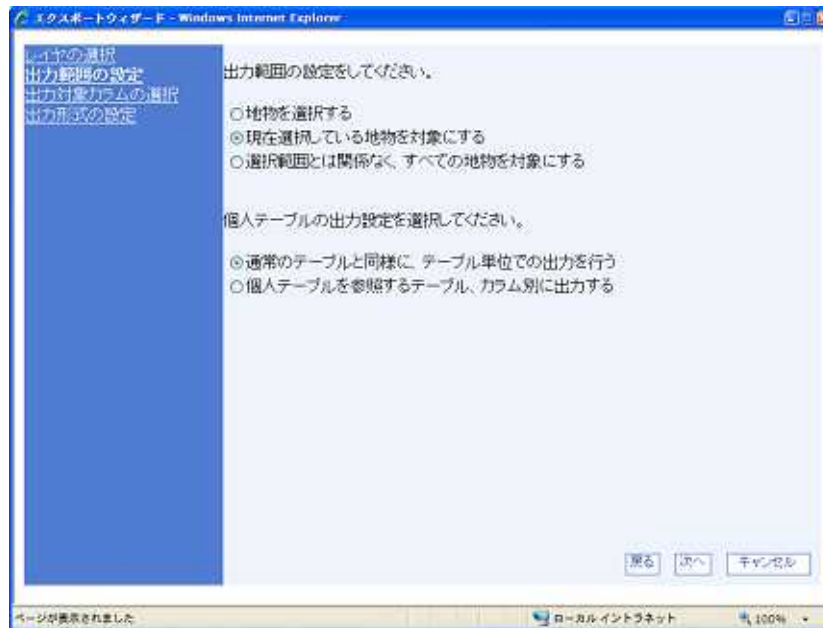 エクスポートウィザード - Windows Internet Explorer
レイヤの選択
出力範囲の設定
出力対象カラムの選択
出力形式の設定
出力範囲の設定をしてください。
地物を選択する
現在選択している地物を対象にする
選択範囲とは関係なく、すべての地物を対象にする
個人テーブルの出力設定を選択してください。
通常のテーブルと同様に、テーブル単位での出力を行う
個人テーブルを参照するテーブル、カラム別に出力する
戻る 次へ キャンセル
ページが表示されました ローカル イントラネット 100%